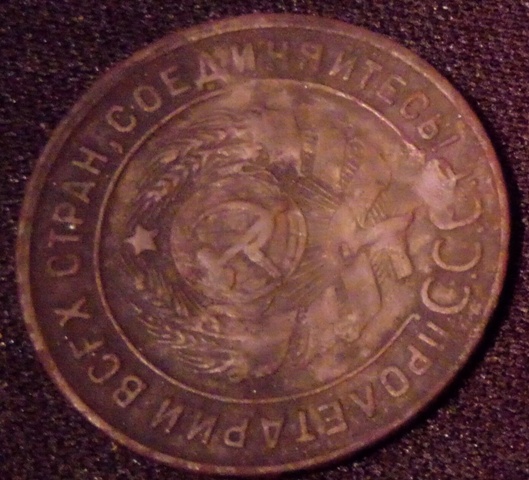 ПРОЛЕТАРИИ ВСЕХ СТРАН, СОЕДИНЯЙТЕСЬ!
СССР